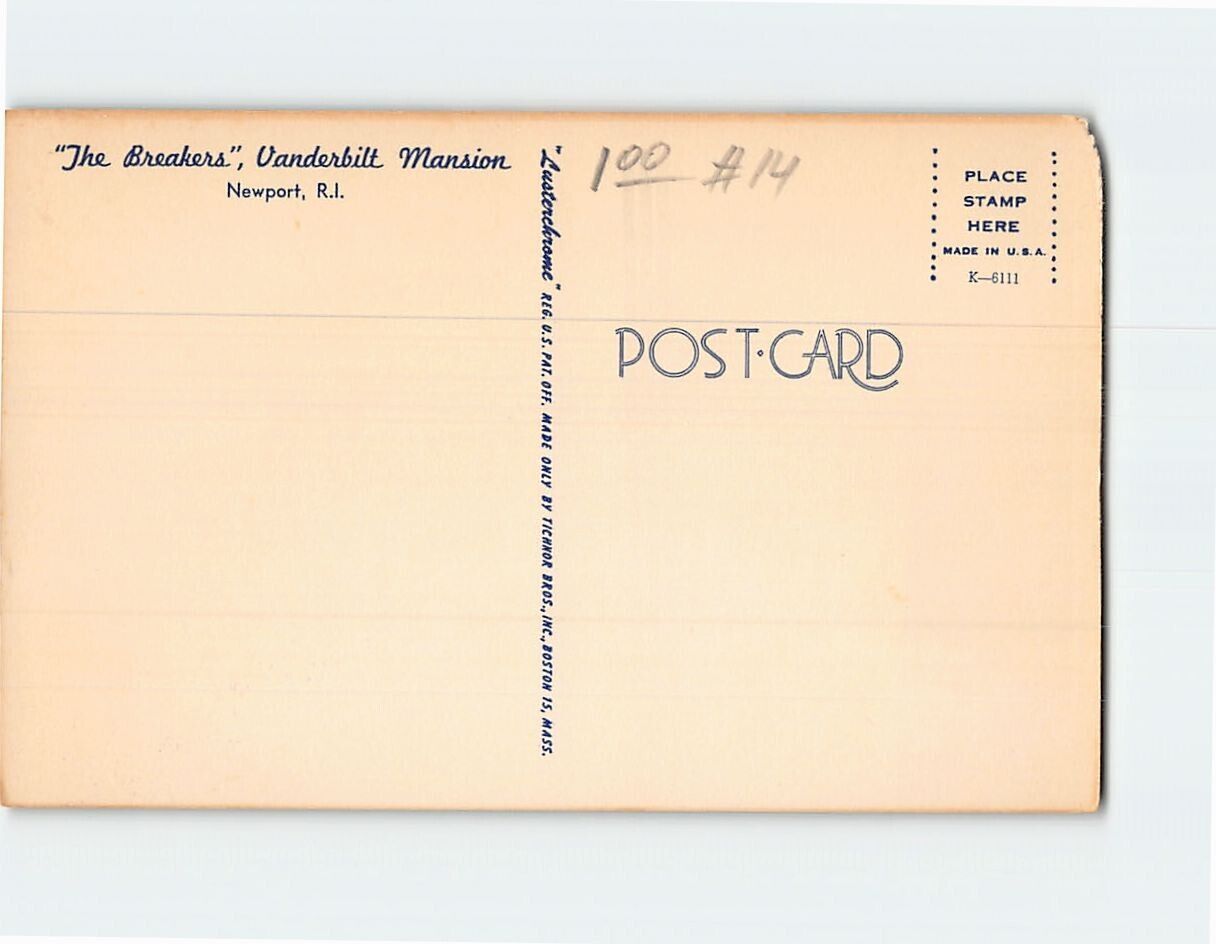 "The Breakers", Vanderbilt Mansion
Newport, R.I.
"Lusterchrome" REG. U.S. PAT. OFF. MADE ONLY BY TICHNOR BROS., INC., BOSTON 15, MASS.
100 #14
PLACE
STAMP
HERE
MADE IN U.S.A.
K—6111
POST·CARD